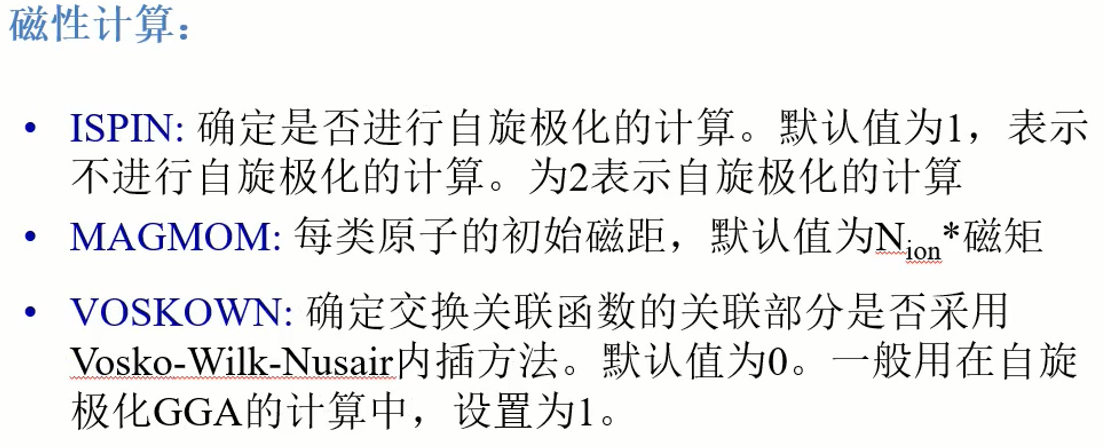 磁性计算:
• ISPIN: 确定是否进行自旋极化的计算。默认值为1，表示
不进行自旋极化的计算。为2表示自旋极化的计算
• MAGMOM: 每类原子的初始磁距，默认值为Nion*磁矩
• VOSKOWN: 确定交换关联函数的关联部分是否采用
Vosko-Wilk-Nusair内插方法。默认值为0。一般用在自旋
极化GGA的计算中，设置为1。